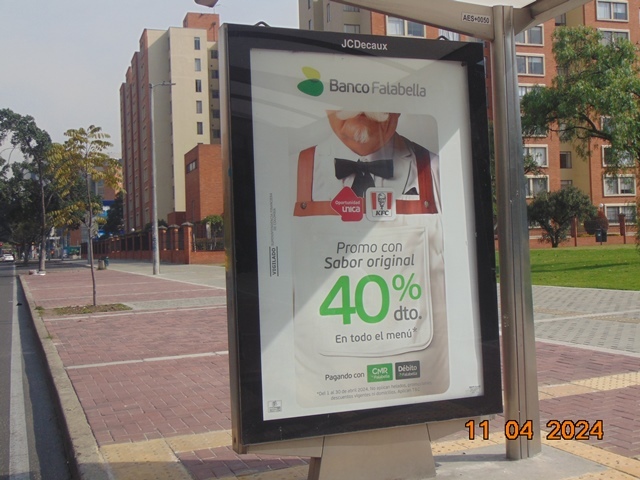 AES+0050
JCDecaux
Banco Falabella
Oportunidad
única
KFC
Promo con
Sabor original
40%
dto.
En todo el menú*
Pagando con
CMR
Débito
VIGILADO
11 04 2024